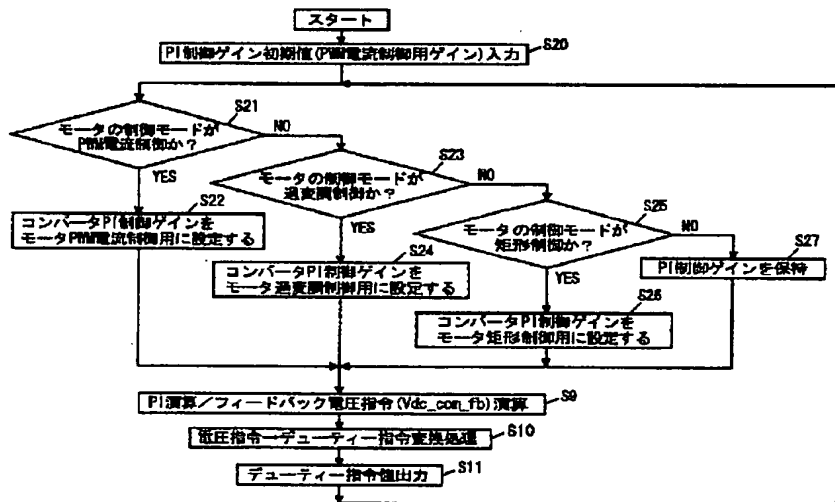 スタート
PI制御ゲイン初期値(PWM電流制御用ゲイン)入力
S20
モータの制御モードが
PWM電流制御か？
S21
NO
YES
モータの制御モードが
過変調制御か？
S23
NO
YES
コンバータPI制御ゲインを
モータPWM電流制御用に設定する
S22
モータの制御モードが
矩形制御か？
S25
NO
YES
コンバータPI制御ゲインを
モータ過変調制御用に設定する
S24
PI制御ゲインを保持
S27
コンバータPI制御ゲインを
モータ矩形制御用に設定する
S26
PI演算／フィードバック電圧指令(Vdc_com_fb)演算
S9
電圧指令→デューティー指令変換処理
S10
デューティー指令値出力
S11